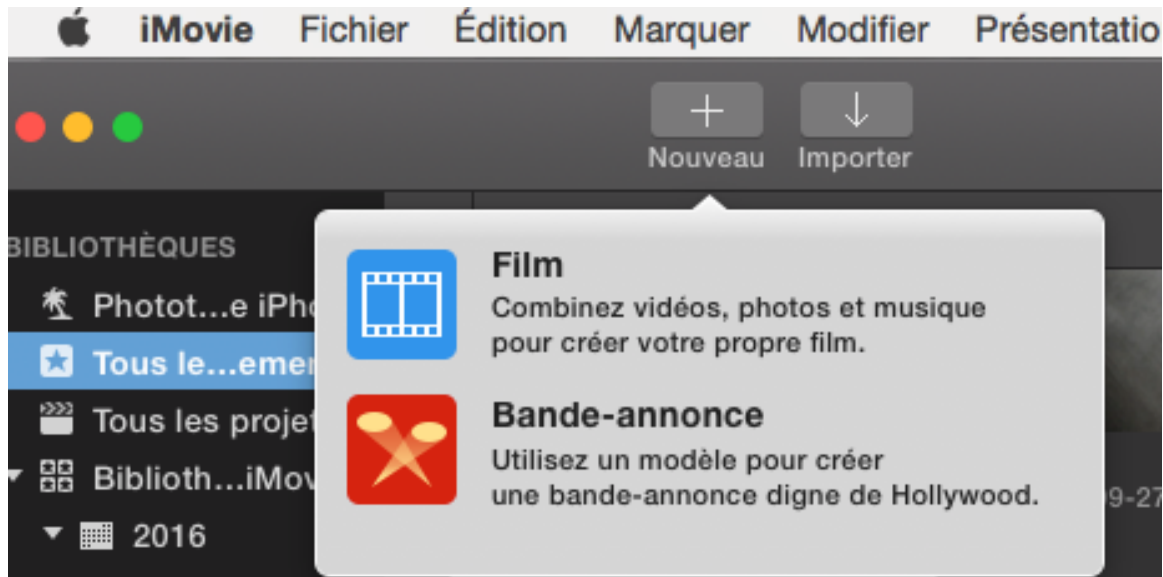 iMovie Fichier Édition Marquer Modifier Présentatio
Nouveau Importer
BIBLIOTHÈQUES
Photot...e iPho
Tous le...emen
Tous les projet
Biblioth...iMov
2016
Film
Combinez vidéos, photos et musique
pour créer votre propre film.
Bande-annonce
Utilisez un modèle pour créer
une bande-annonce digne de Hollywood.
09-27